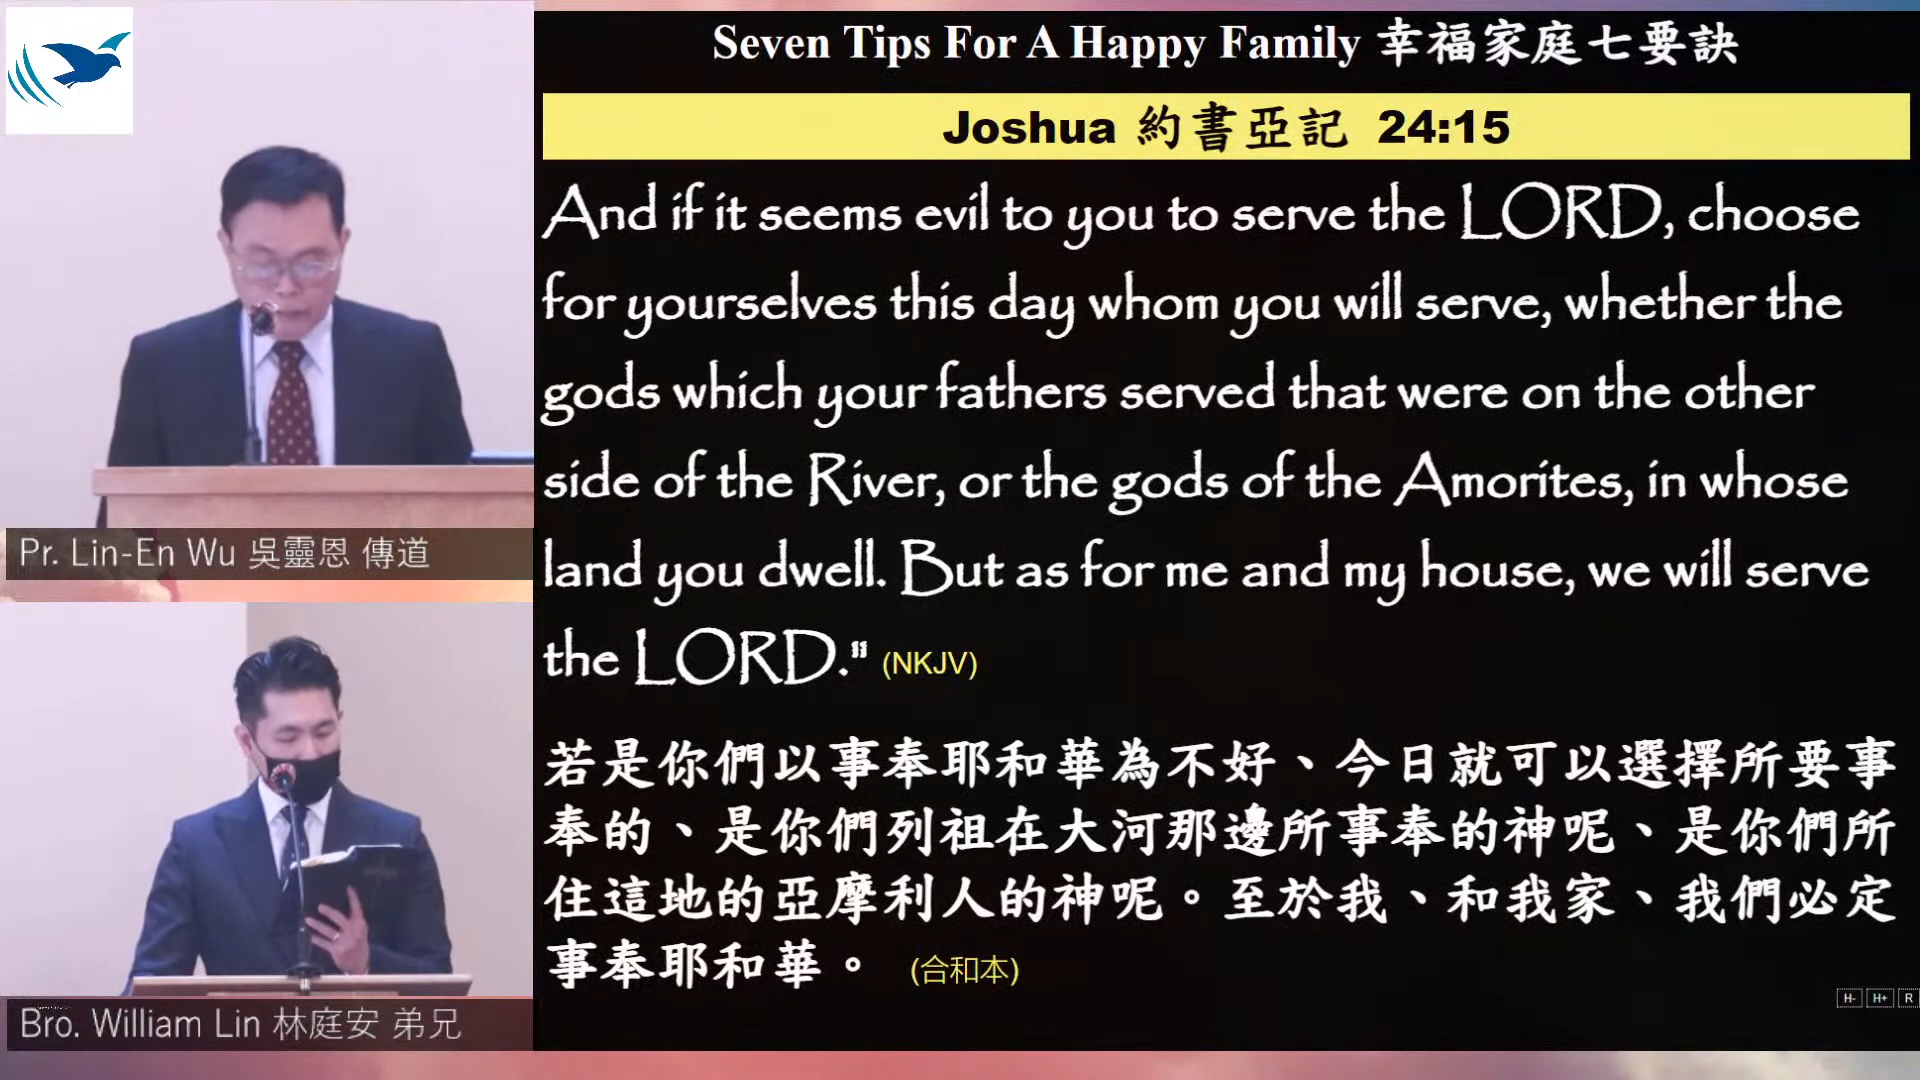 Seven Tips For A Happy Family 幸福家庭七要訣
Joshua 約書亞記 24:15
And if it seems evil to you to serve the LORD, choose
for yourselves this day whom you will serve, whether the
gods which your fathers served that were on the other
side of the River, or the gods of the Amorites, in whose
land you dwell. But as for me and my house, we will serve
the LORD." (NKJV)
若是你們以事奉耶和華為不好、今日就可以選擇所要事
奉的、是你們列祖在大河那邊所事奉的神呢、是你們所
住這地的亞摩利人的神呢。至於我、和我家、我們必定
事奉耶和華。 (合和本)
H- H+ R
Pr. Lin-En Wu 吳靈恩 傳道
Bro. William Lin 林庭安 弟兄